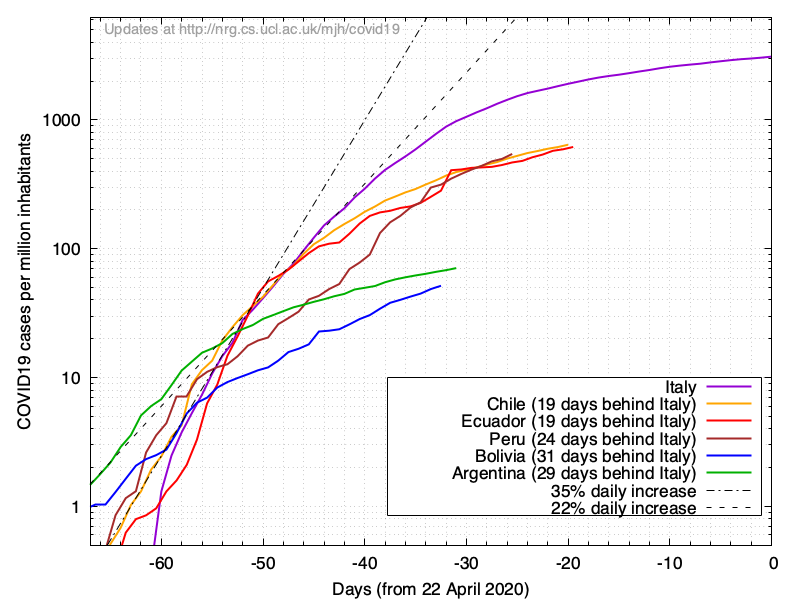 Updates at http://nrg.cs.ucl.ac.uk/mjh/covid19
COVID19 cases per million inhabitants
1000
100
10
1
Italy
Chile (19 days behind Italy)
Ecuador (19 days behind Italy)
Peru (24 days behind Italy)
Bolivia (31 days behind Italy)
Argentina (29 days behind Italy)
35% daily increase
22% daily increase
-60 -50 -40 -30 -20 -10 0
Days (from 22 April 2020)